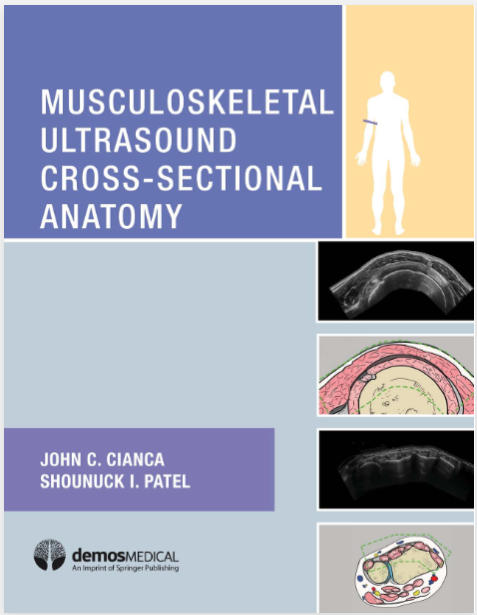 MUSCULOSKELETAL
ULTRASOUND
CROSS-SECTIONAL
ANATOMY
JOHN C. CIANCA
SHOUNUCK I. PATEL
demosMEDICAL
An Imprint of Springer Publishing